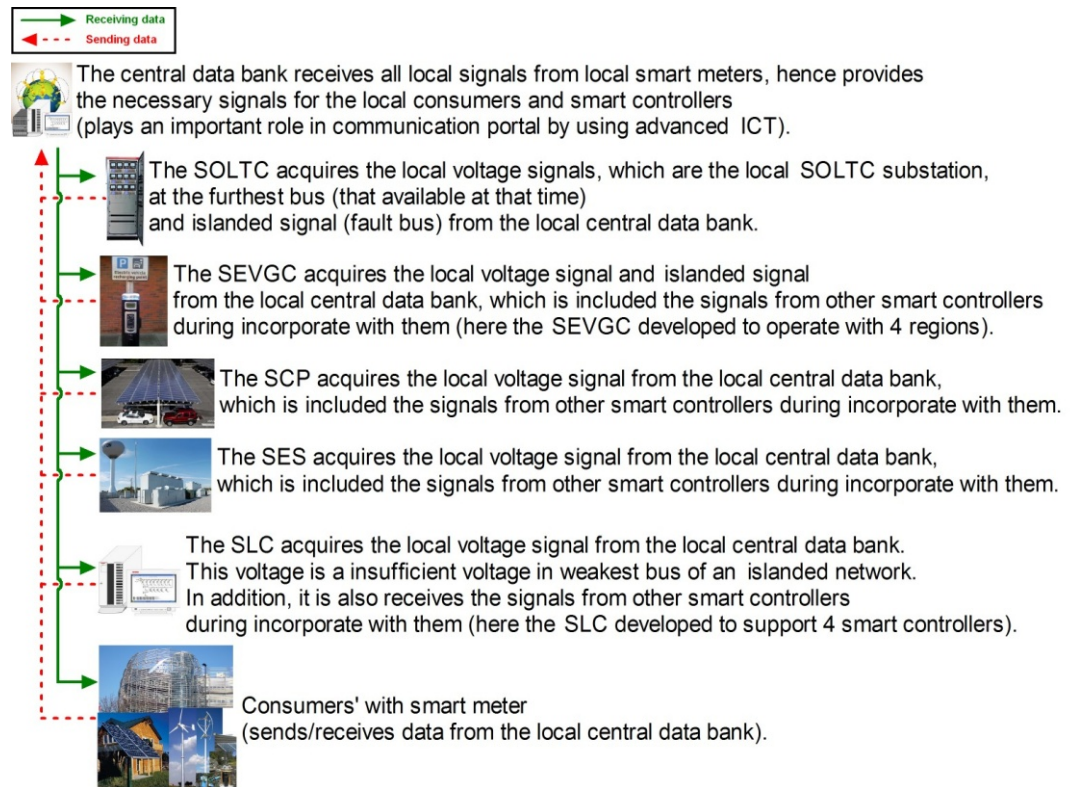 Receiving data
Sending data
The central data bank receives all local signals from local smart meters, hence provides
the necessary signals for the local consumers and smart controllers
(plays an important role in communication portal by using advanced ICT).
The SOLTC acquires the local voltage signals, which are the local SOLTC substation,
at the furthest bus (that available at that time)
and islanded signal (fault bus) from the local central data bank.
The SEVGC acquires the local voltage signal and islanded signal
from the local central data bank, which is included the signals from other smart controllers
during incorporate with them (here the SEVGC developed to operate with 4 regions).
The SCP acquires the local voltage signal from the local central data bank,
which is included the signals from other smart controllers during incorporate with them.
The SES acquires the local voltage signal from the local central data bank,
which is included the signals from other smart controllers during incorporate with them.
The SLC acquires the local voltage signal from the local central data bank.
This voltage is a insufficient voltage in weakest bus of an islanded network.
In addition, it is also receives the signals from other smart controllers
during incorporate with them (here the SLC developed to support 4 smart controllers).
Consumers' with smart meter
(sends/receives data from the local central data bank).